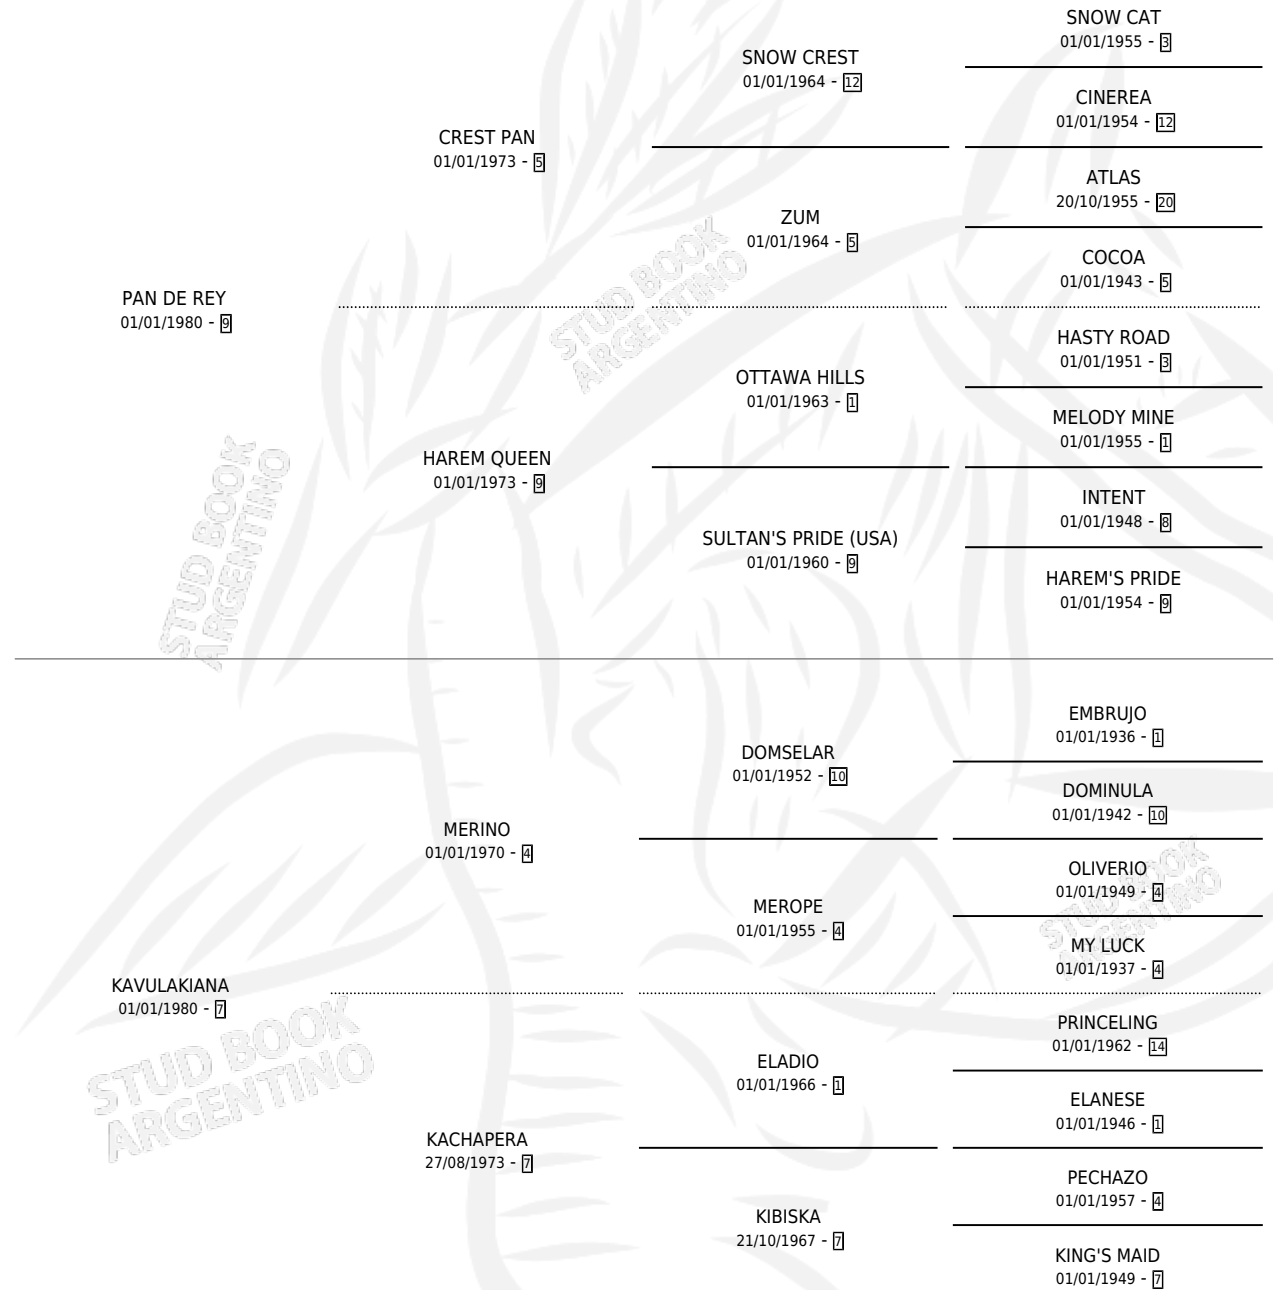 SNOW CAT
01/01/1955 - 3
SNOW CREST
01/01/1964 - 12
CINEREA
01/01/1954 - 12
CREST PAN
01/01/1973 - 5
ATLAS
20/10/1955 - 20
ZUM
01/01/1964 - 5
COCOA
01/01/1943 - 5
PAN DE REY
01/01/1980 - 9
HASTY ROAD
01/01/1951 - 3
OTTAWA HILLS
01/01/1963 - 1
MELODY MINE
01/01/1955 - 1
HAREM QUEEN
01/01/1973 - 9
INTENT
01/01/1948 - 8
SULTAN'S PRIDE (USA)
01/01/1960 - 9
HAREM'S PRIDE
01/01/1954 - 9
STUD BOOK
ARGENTINO
STUD BOOK
ARGENTINO
EMBRUJO
01/01/1936 - 1
DOMSELAR
01/01/1952 - 10
DOMINULA
01/01/1942 - 10
MERINO
01/01/1970 - 4
OLIVERIO
01/01/1949 - 4
MEROPE
01/01/1955 - 4
MY LUCK
01/01/1937 - 4
KAVULAKIANA
01/01/1980 - 7
PRINCELING
01/01/1962 - 14
ELADIO
01/01/1966 - 1
ELANESE
01/01/1946 - 1
KACHAPERA
27/08/1973 - 7
PECHAZO
01/01/1957 - 4
KIBISKA
21/10/1967 - 7
KING'S MAID
01/01/1949 - 7
STUD BOOK
ARGENTINO
STUD BOOK
ARGENTINO